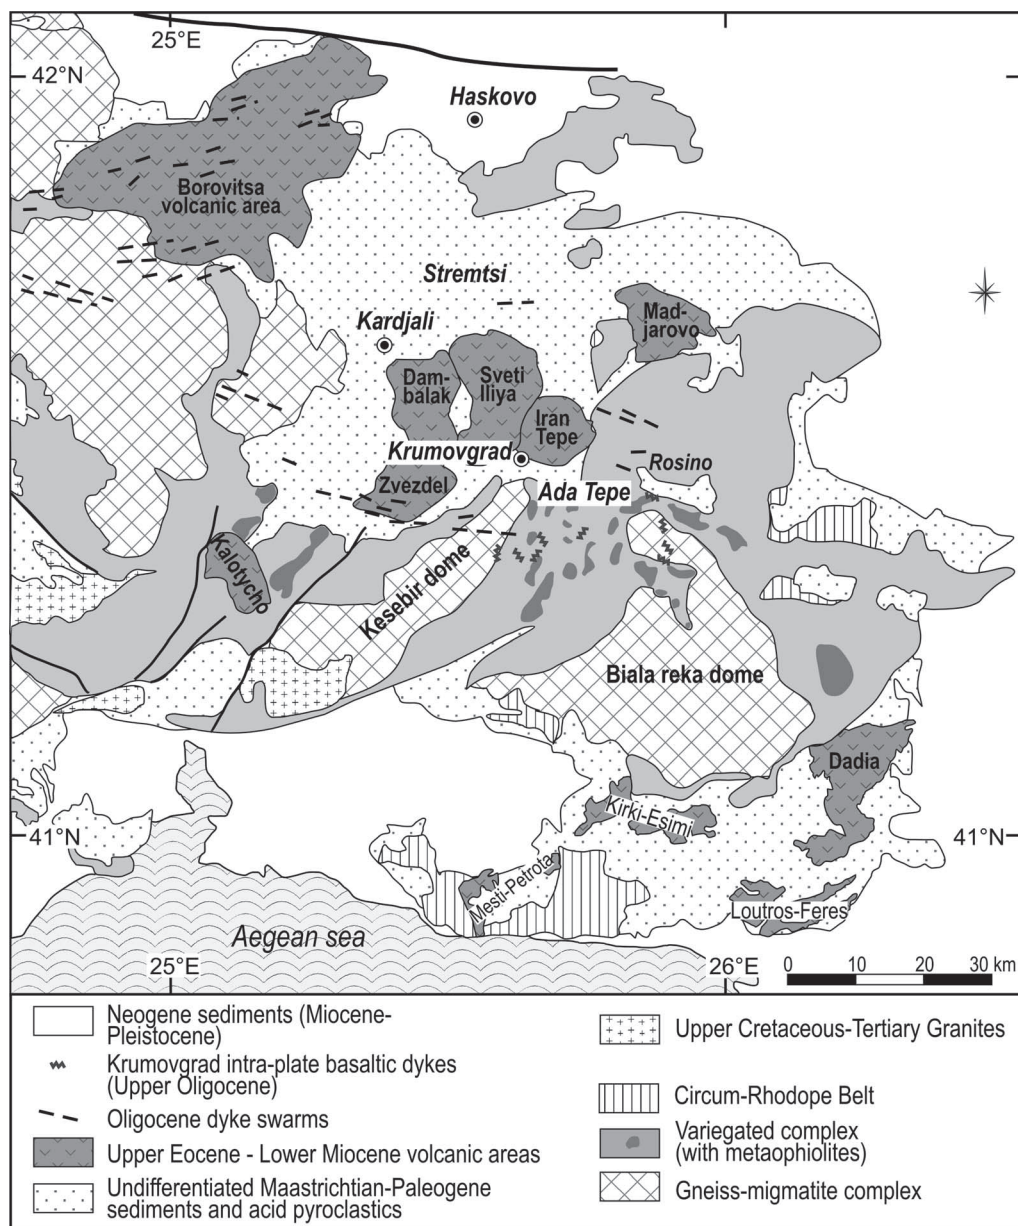 25°E
42°N
Haskovo
Borovitsa
volcanic area
Stremtsi
Mad-
jarovo
Kardjali
Dam-
balak
Sveti
Iliya
Iran
Tepe
Krumovgrad
Rosino
Zvezdel
Ada Tepe
Kalotycho
Kesebir dome
Biala reka dome
Dadia
Kirki-Esimi
41°N
41°N
Mesti-Petrota
Loutros-Feres
Aegean sea
25°E
26°E
0 10 20 30 km
Neogene sediments (Miocene-
Pleistocene)
Krumovgrad intra-plate basaltic dykes
(Upper Oligocene)
Oligocene dyke swarms
Upper Eocene - Lower Miocene volcanic areas
Undifferentiated Maastrichtian-Paleogene
sediments and acid pyroclastics
Upper Cretaceous-Tertiary Granites
Circum-Rhodope Belt
Variegated complex
(with metaophiolites)
Gneiss-migmatite complex